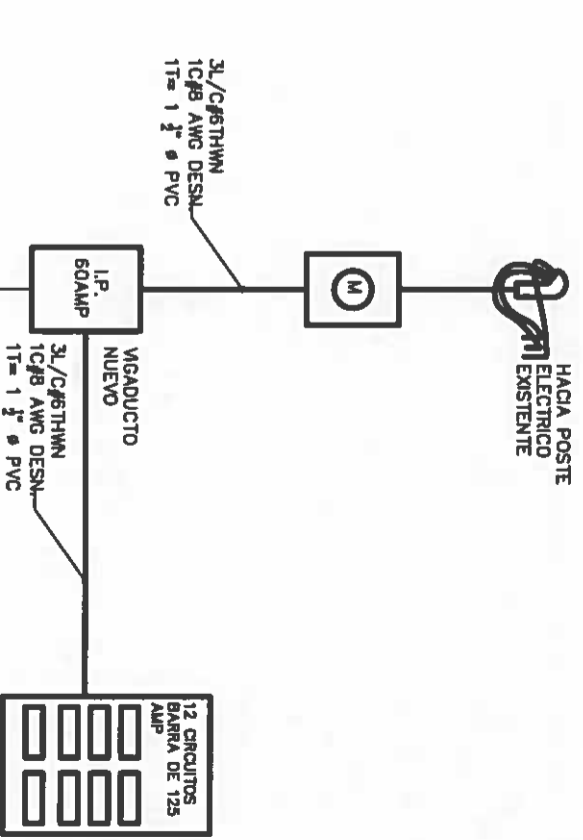 HACIA POSTE
ELECTRICO
EXISTENTE
M
3L/C#6THWN
1C#8 AWG DESN.
1T= 1 1/2" ø PVC
I.P.
60AMP
VIGADUCTO
NUEVO
3L/C#6THWN
1C#8 AWG DESN.
1T= 1 1/2" ø PVC
12 CIRCUITOS
BARRA DE 125
AMP